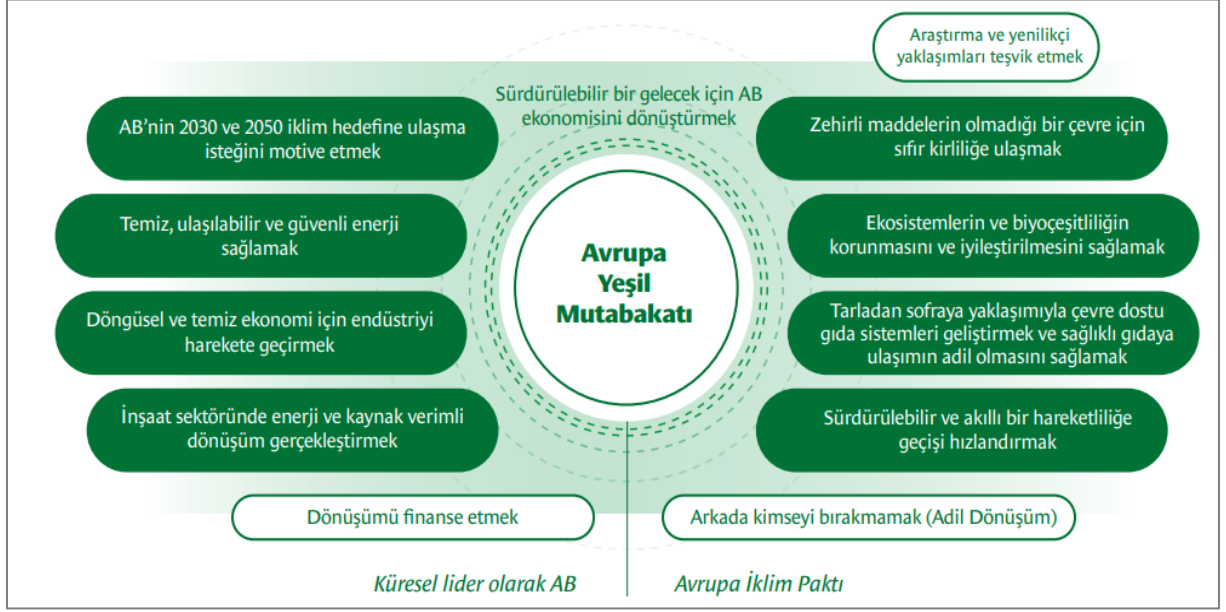 Araştırma ve yenilikçi
yaklaşımları teşvik etmek
Sürdürülebilir bir gelecek için AB
ekonomisini dönüştürmek
AB'nin 2030 ve 2050 iklim hedefine ulaşma
isteğini motive etmek
Temiz, ulaşılabilir ve güvenli enerji
sağlamak
Döngüsel ve temiz ekonomi için endüstriyi
harekete geçirmek
İnşaat sektöründe enerji ve kaynak verimli
dönüşüm gerçekleştirmek
Avrupa
Yeşil
Mutabakatı
Zehirli maddelerin olmadığı bir çevre için
sıfır kirliliğe ulaşmak
Ekosistemlerin ve biyoçeşitliliğin
korunmasını ve iyileştirilmesini sağlamak
Tarladan sofraya yaklaşımıyla çevre dostu
gıda sistemleri geliştirmek ve sağlıklı gıdaya
ulaşımın adil olmasını sağlamak
Sürdürülebilir ve akıllı bir hareketliliğe
geçişi hızlandırmak
Dönüşümü finanse etmek
Arkada kimseyi bırakmamak (Adil Dönüşüm)
Küresel lider olarak AB
Avrupa İklim Paktı